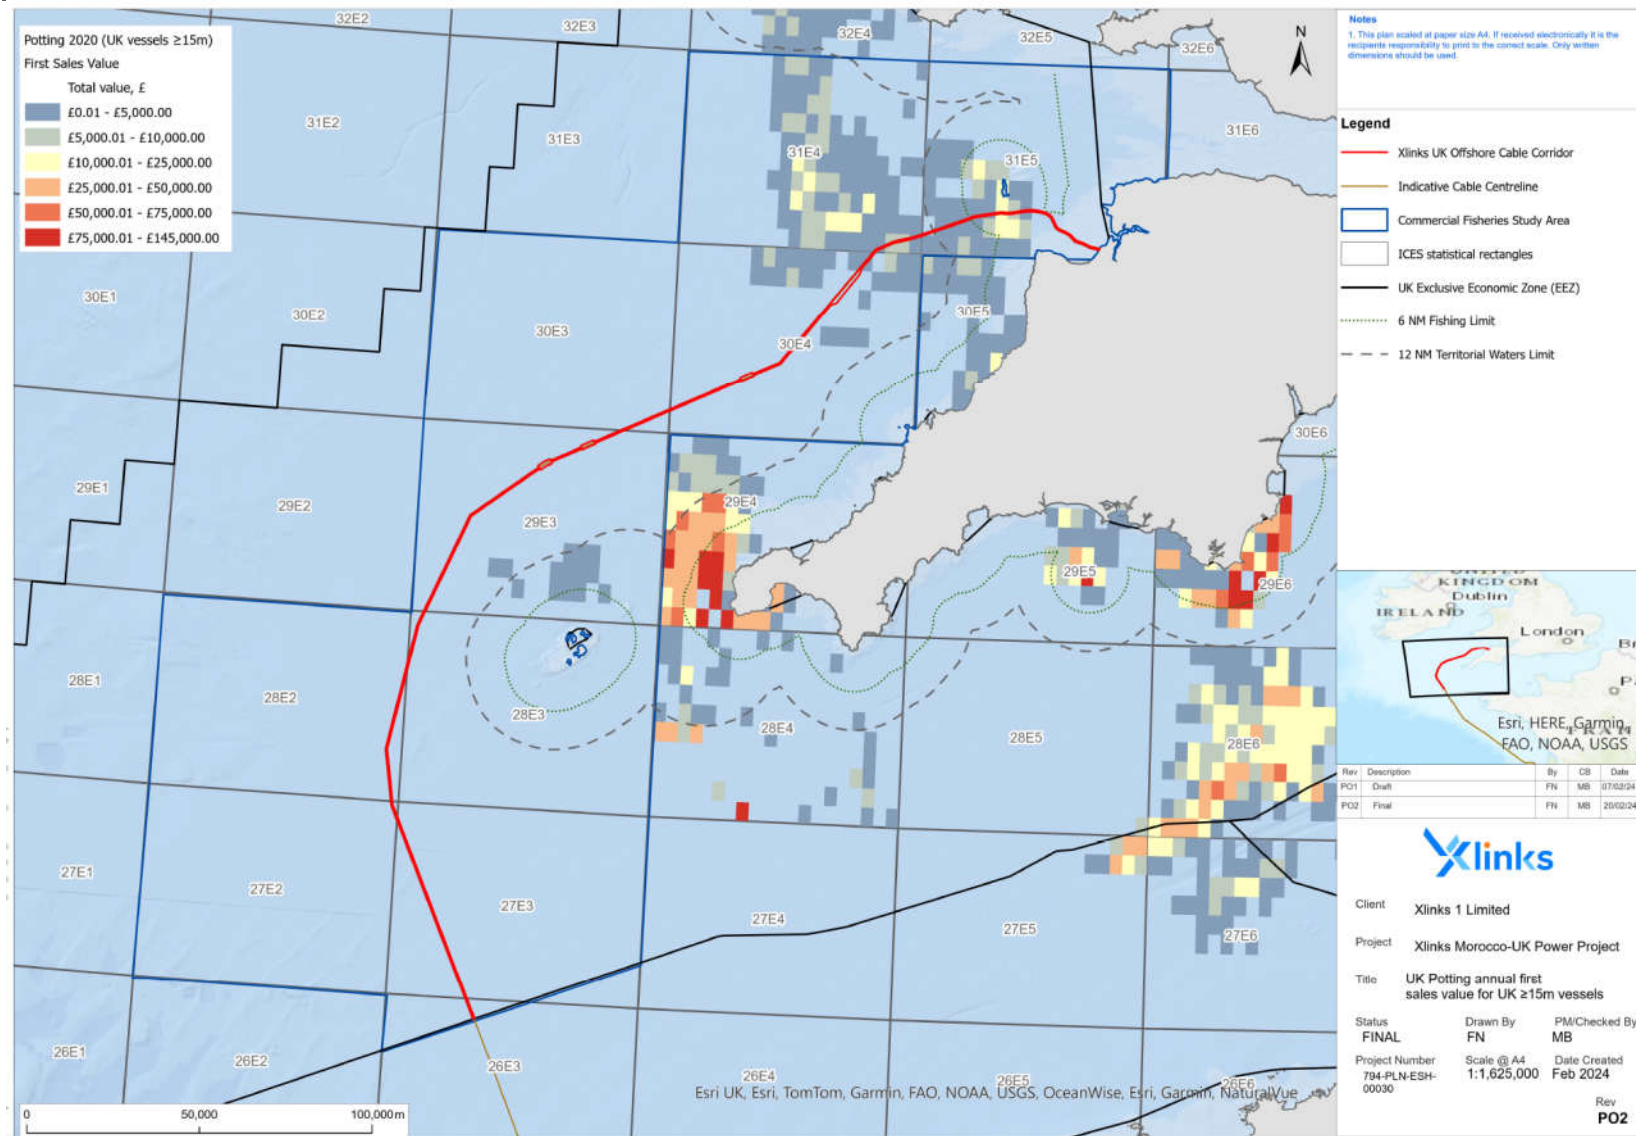 Potting 2020 (UK vessels ≥15m)
First Sales Value
Total value, £
£0.01 - £5,000.00
£5,000.01 - £10,000.00
£10,000.01 - £25,000.00
£25,000.01 - £50,000.00
£50,000.01 - £75,000.00
£75,000.01 - £145,000.00
32E2
32E3
32E4
32E5
32E6
N
31E2
31E3
31E4
31E5
31E6
30E1
30E2
30E3
30E4
30E5
30E6
29E1
29E2
29E3
29E4
29E5
29E6
28E1
28E2
28E3
28E4
28E5
28E6
27E1
27E2
27E3
27E4
27E5
27E6
26E1
26E2
26E3
26E4
26E5
26E6
Esri UK, Esri, TomTom, Garmin, FAO, NOAA, USGS, OceanWise, Esri, Garmin, NaturalVue
0 50,000 100,000m
Notes
1. This plan scaled at paper size A4. If received electronically it is the
recipients responsibility to print to the correct scale. Only written
dimensions should be used.
Legend
Xlinks UK Offshore Cable Corridor
Indicative Cable Centreline
Commercial Fisheries Study Area
ICES statistical rectangles
UK Exclusive Economic Zone (EEZ)
6 NM Fishing Limit
12 NM Territorial Waters Limit
KINGDOM
Dublin
IRELAND
London
Esri, HERE, Garmin,
FAO, NOAA, USGS
Rev Description By CB Date
PO1 Draft FN MB 07/02/24
PO2 Final FN MB 20/02/24
Xlinks
Client Xlinks 1 Limited
Project Xlinks Morocco-UK Power Project
Title UK Potting annual first
sales value for UK ≥15m vessels
Status Drawn By PM/Checked By
FINAL FN MB
Project Number Scale @ A4 Date Created
794-PLN-ESH-
00030 1:1,625,000 Feb 2024
Rev
PO2